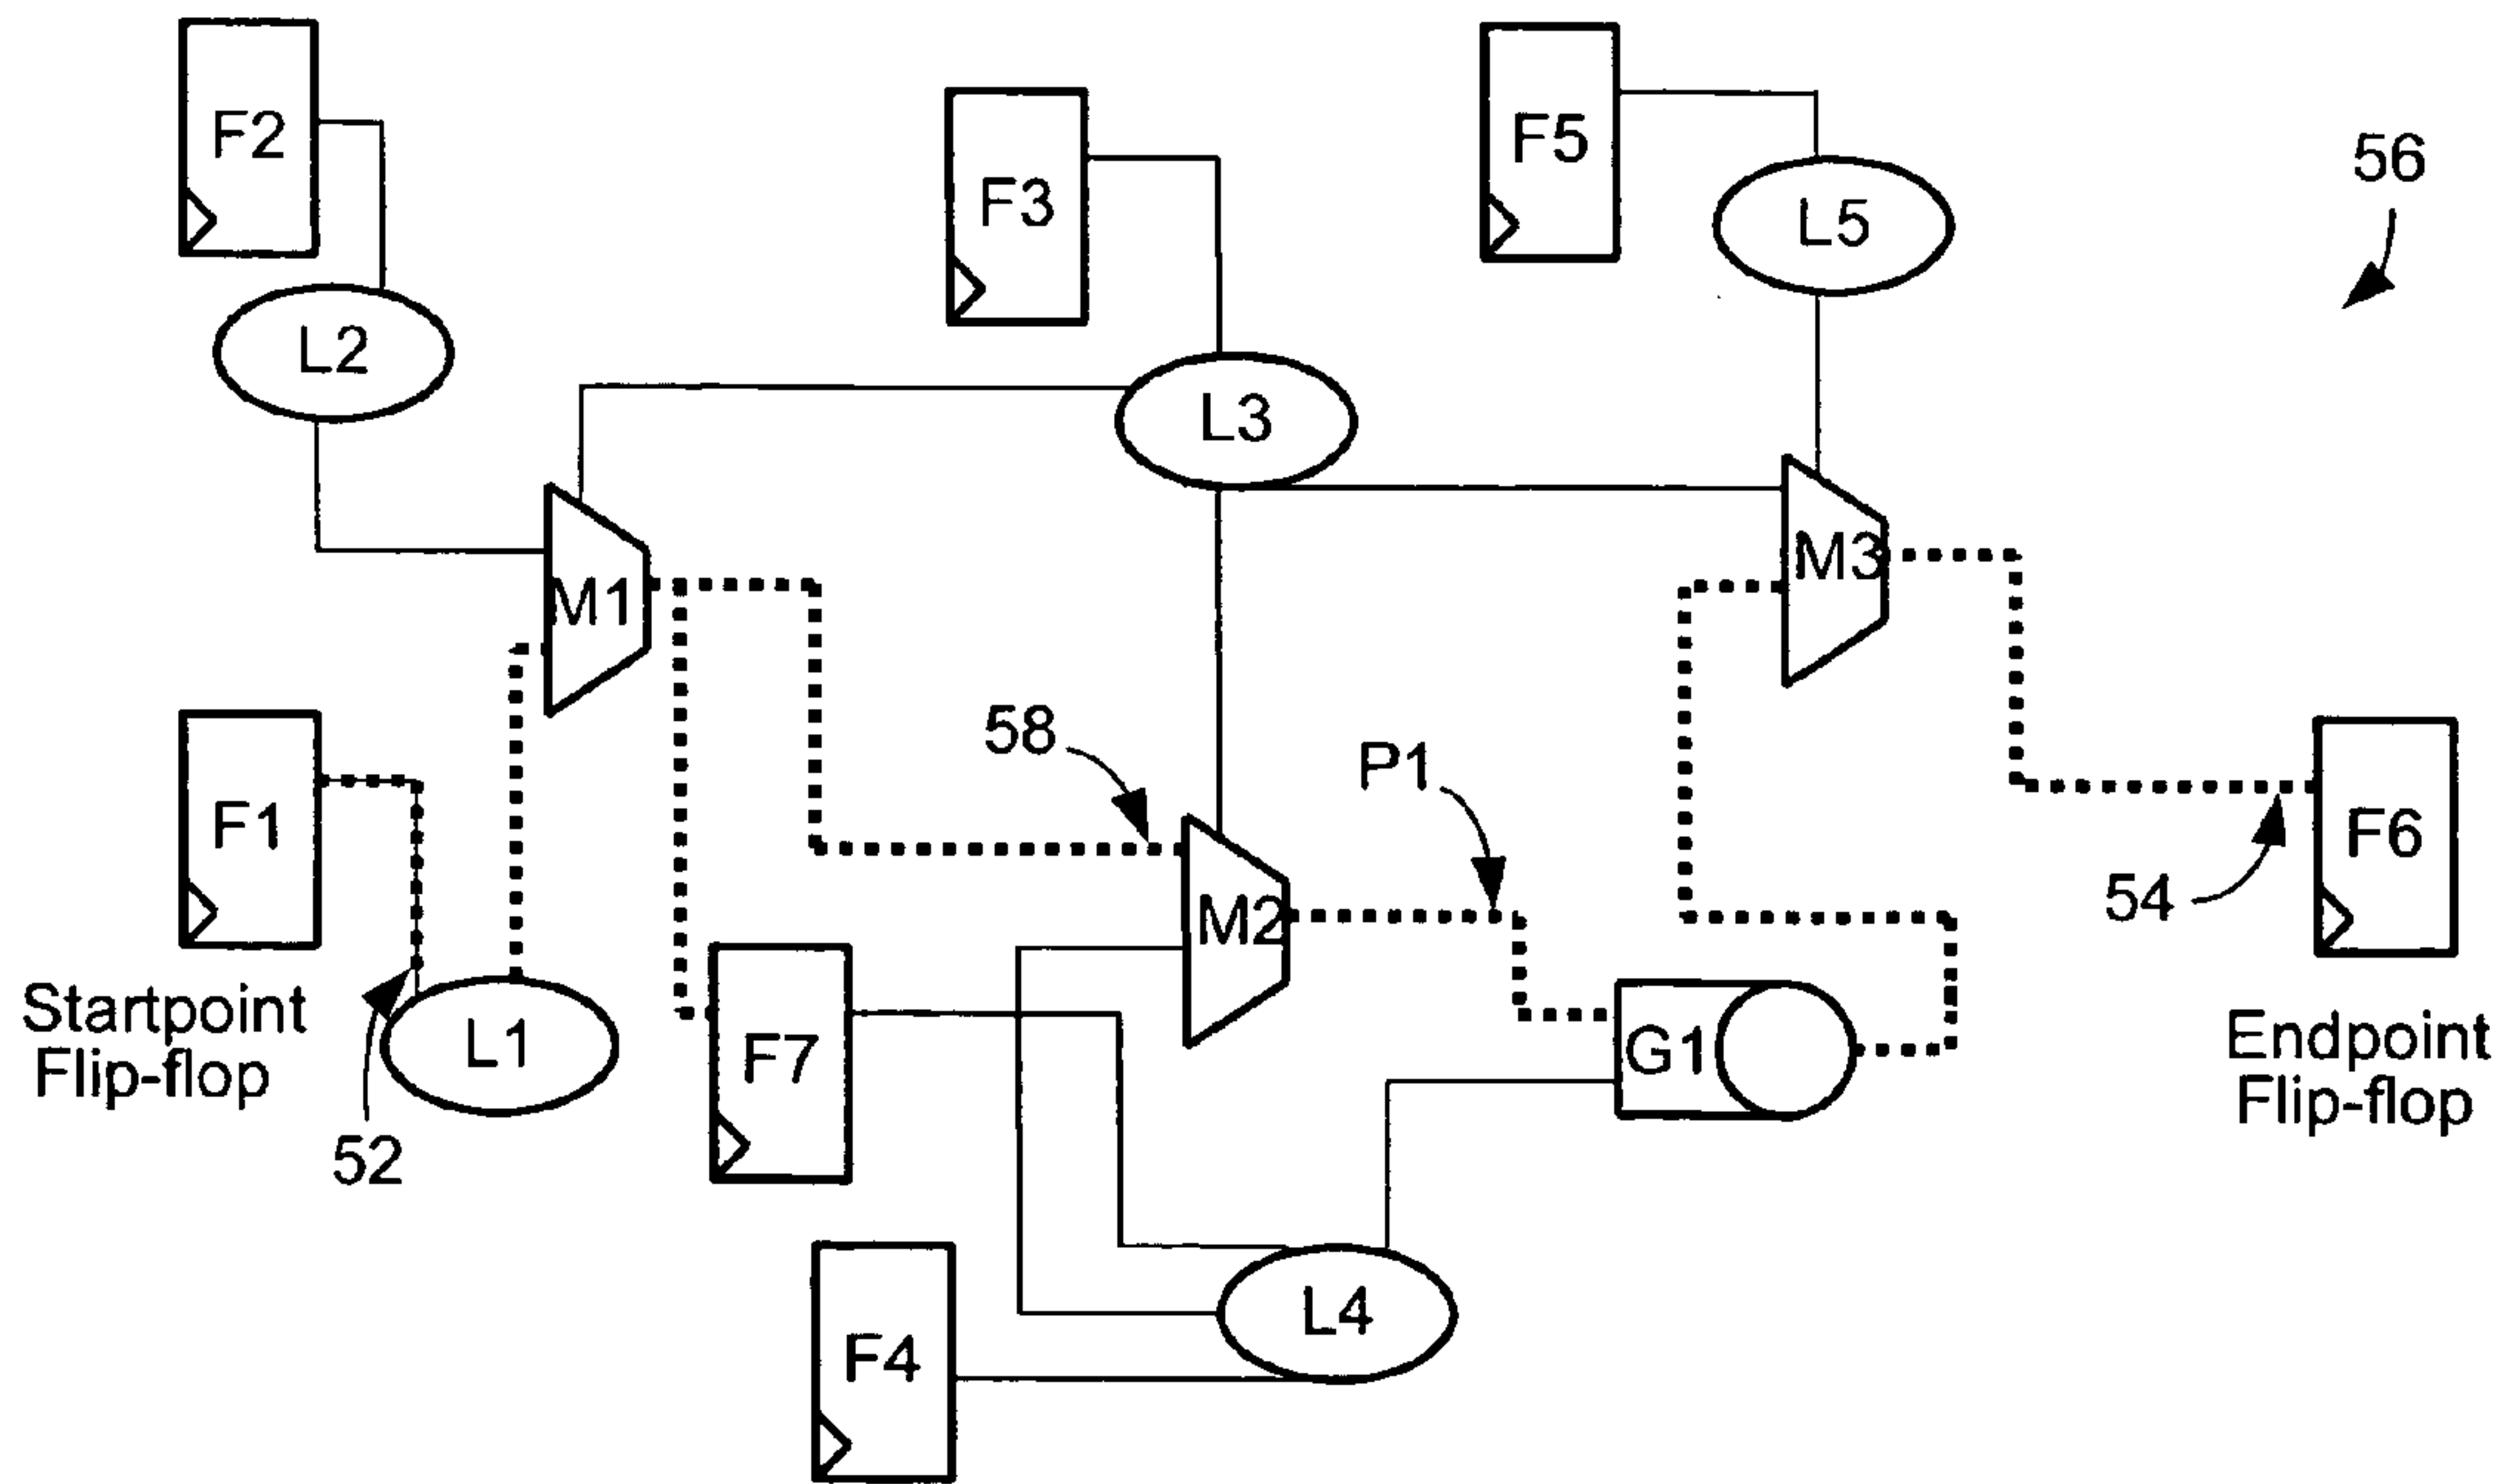 F2
F3
F5
56
L5
L2
L3
M1
M3
58
P1
F1
F6
54
M2
Startpoint
Flip-flop
L1
F7
G1
Endpoint
Flip-flop
52
L4
F4